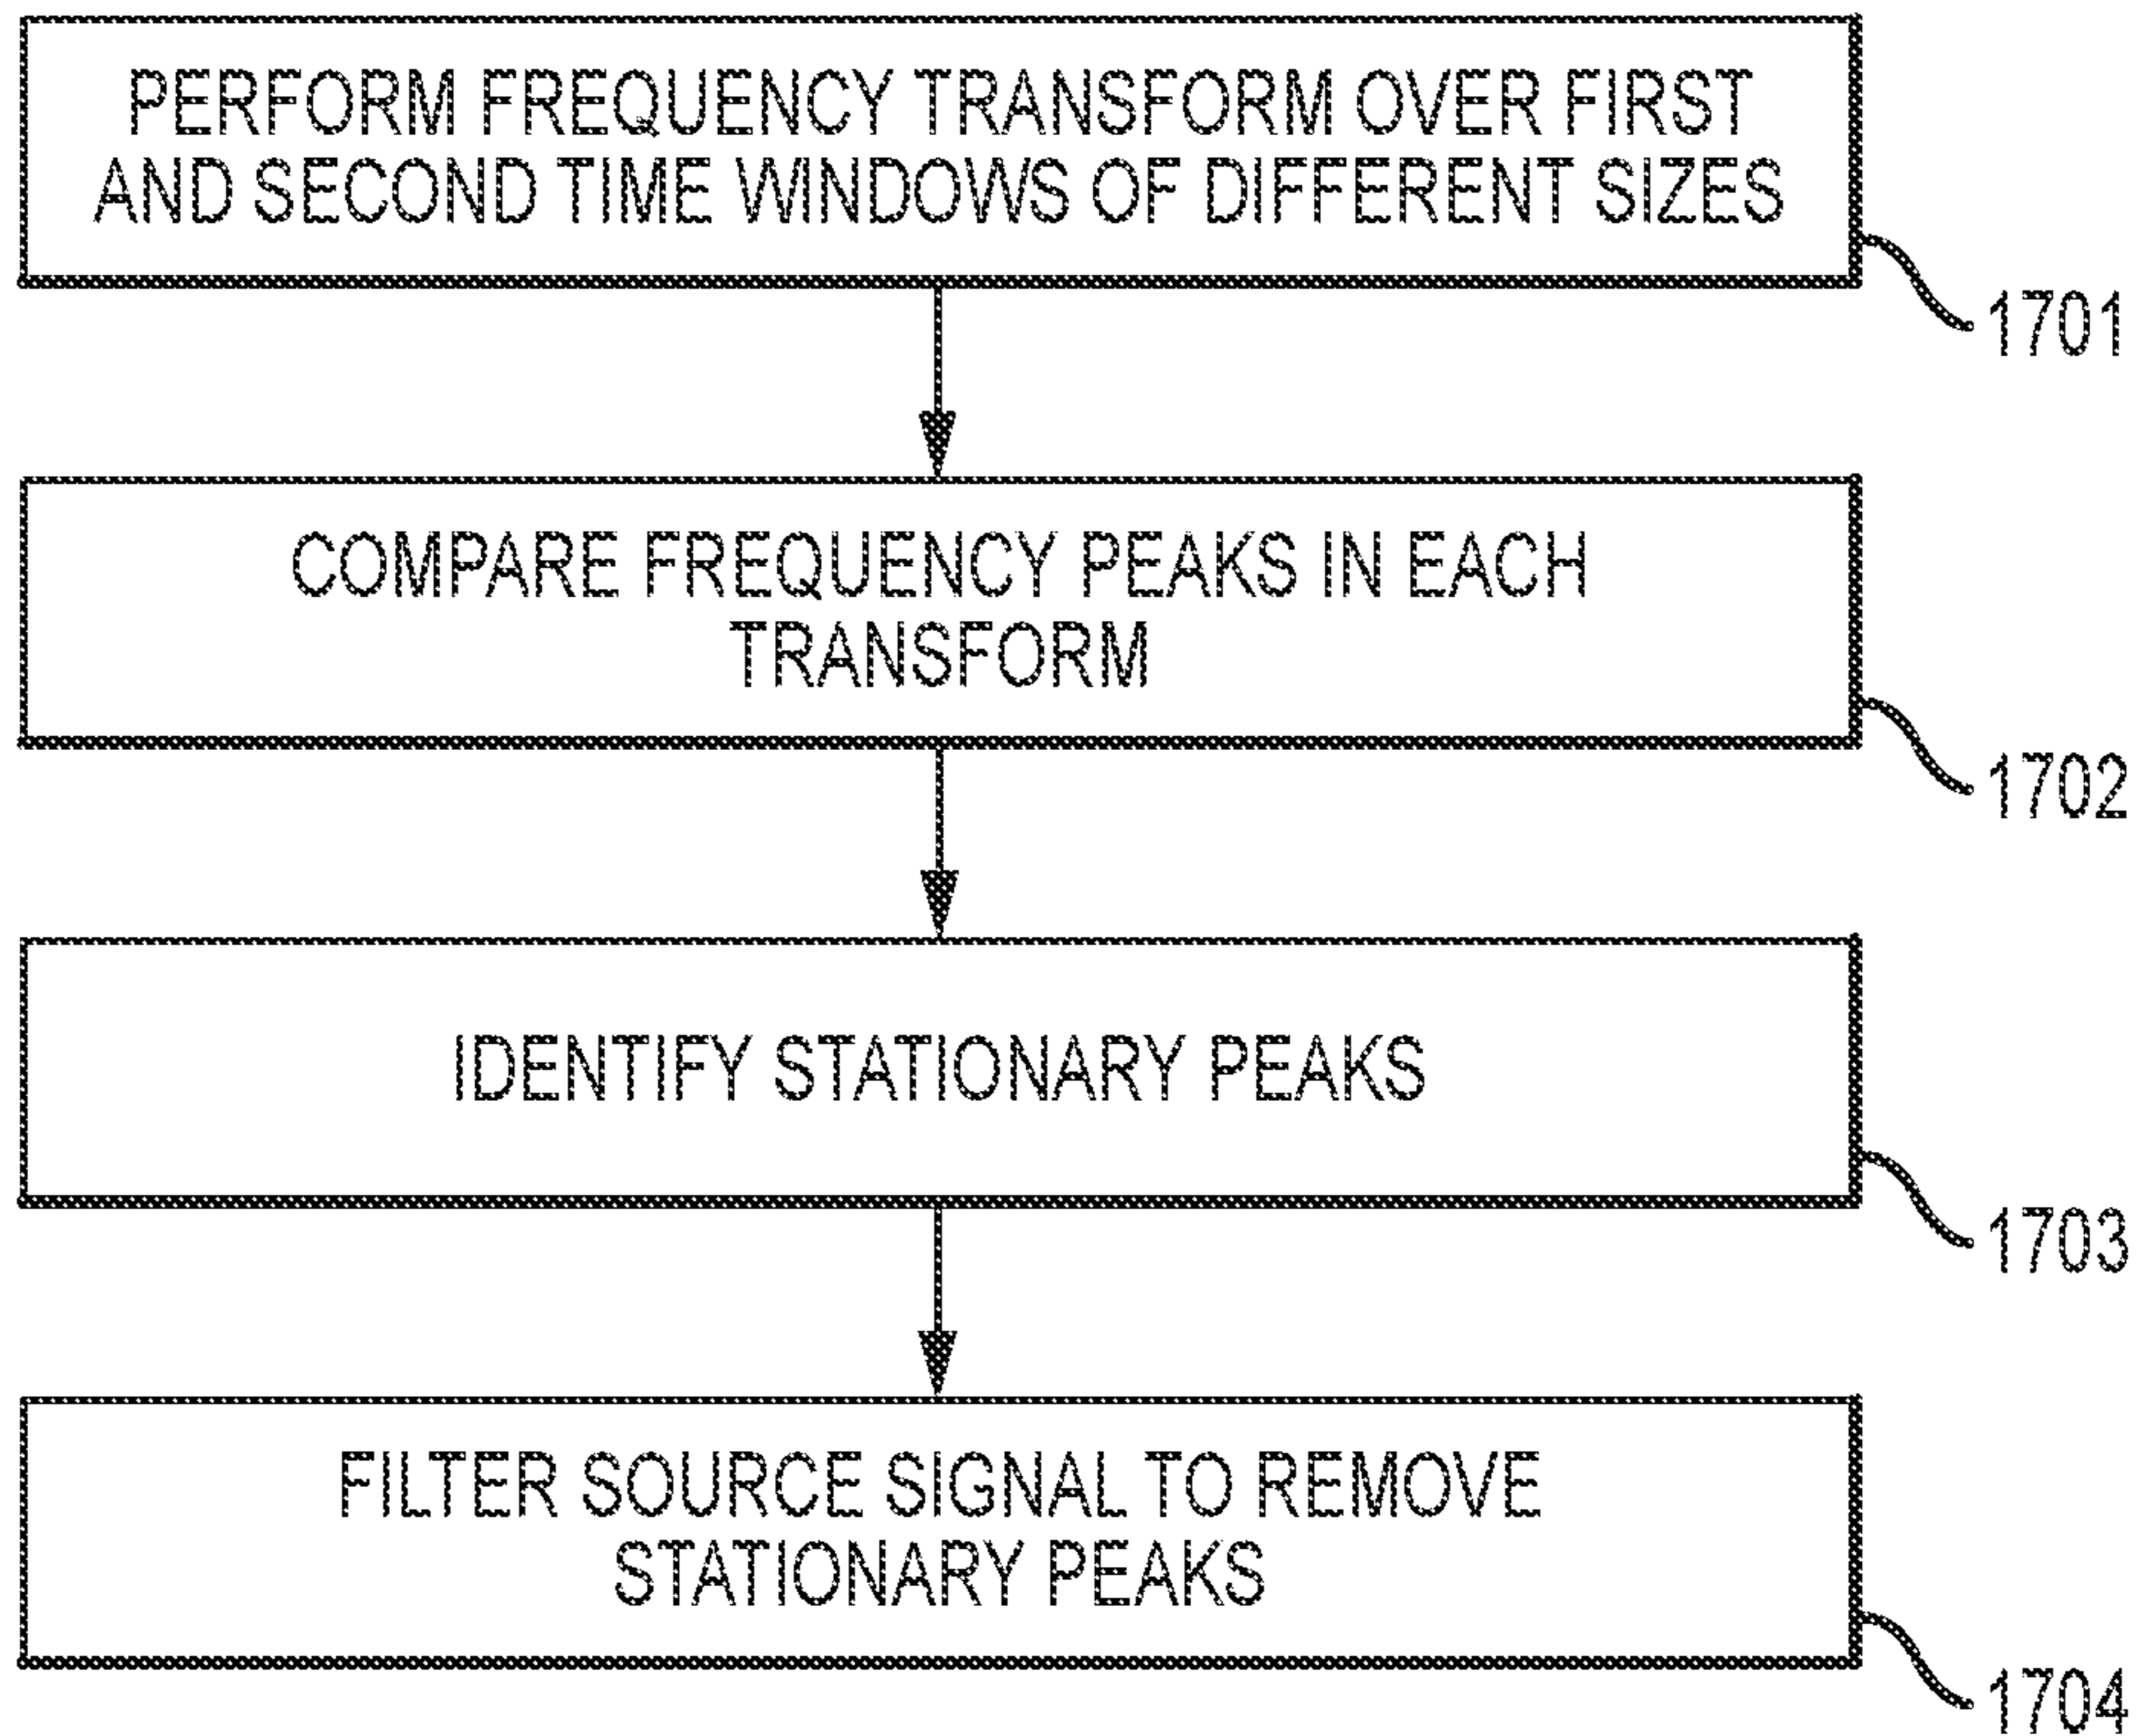 PERFORM FREQUENCY TRANSFORM OVER FIRST
AND SECOND TIME WINDOWS OF DIFFERENT SIZES
1701
COMPARE FREQUENCY PEAKS IN EACH
TRANSFORM
1702
IDENTIFY STATIONARY PEAKS
1703
FILTER SOURCE SIGNAL TO REMOVE
STATIONARY PEAKS
1704